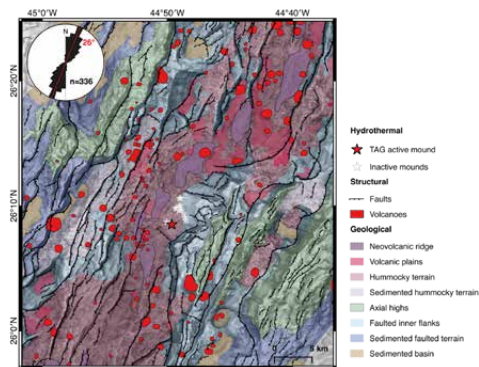 45°0'W 44°50'W 44°40'W
N
26°
n=336
26°20'N
26°10'N
26°0'N
0 5 km
Hydrothermal
TAG active mound
Inactive mounds
Structural
Faults
Volcanoes
Geological
Neovolcanic ridge
Volcanic plains
Hummocky terrain
Sedimented hummocky terrain
Axial highs
Faulted inner flanks
Sedimented faulted terrain
Sedimented basin